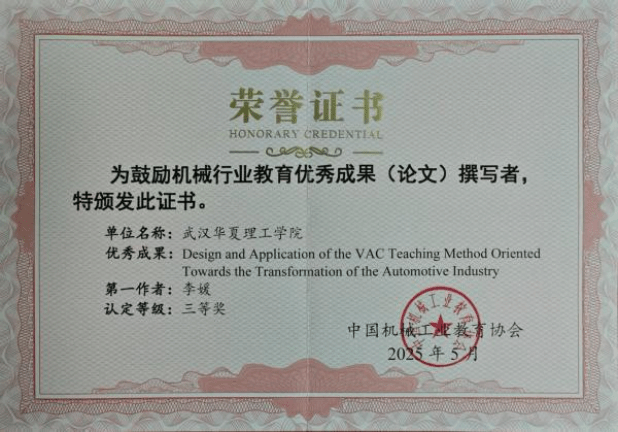 荣誉证书
HONORARY CREDENTIAL
为鼓励机械行业教育优秀成果（论文）撰写者，
特颁发此证书。
单位名称：武汉华夏理工学院
优秀成果：Design and Application of the VAC Teaching Method Oriented
Towards the Transformation of the Automotive Industry
第一作者：李媛
认定等级：三等奖
中国机械工业教育协会
2025年5月